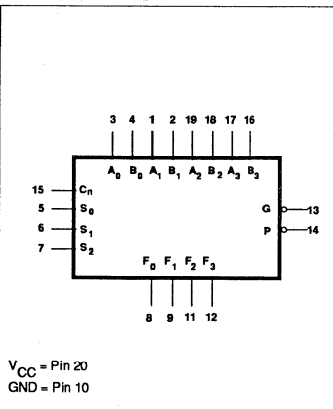 3 4 1 2 19 18 17 16
A0 B0 A1 B1 A2 B2 A3 B3
15 Cn
5 S0
G 13
6 S1
P 14
7 S2
F0 F1 F2 F3
8 9 11 12
VCC = Pin 20
GND = Pin 10